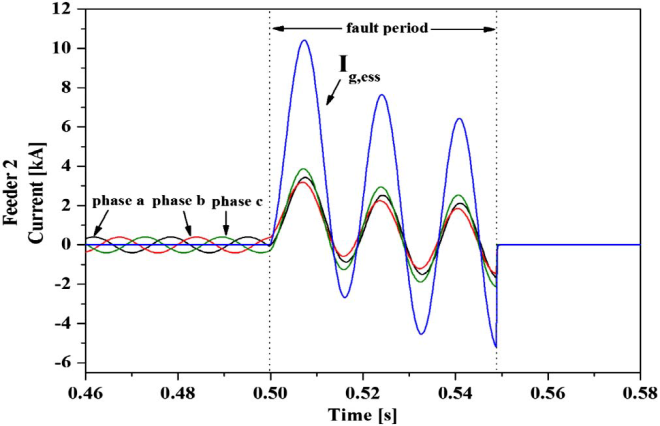 12
10
8
6
4
2
0
-2
-4
-6
Feeder 2
Current [kA]
fault period
I g,ess
phase a phase b phase c
0.46 0.48 0.50 0.52 0.54 0.56 0.58
Time [s]